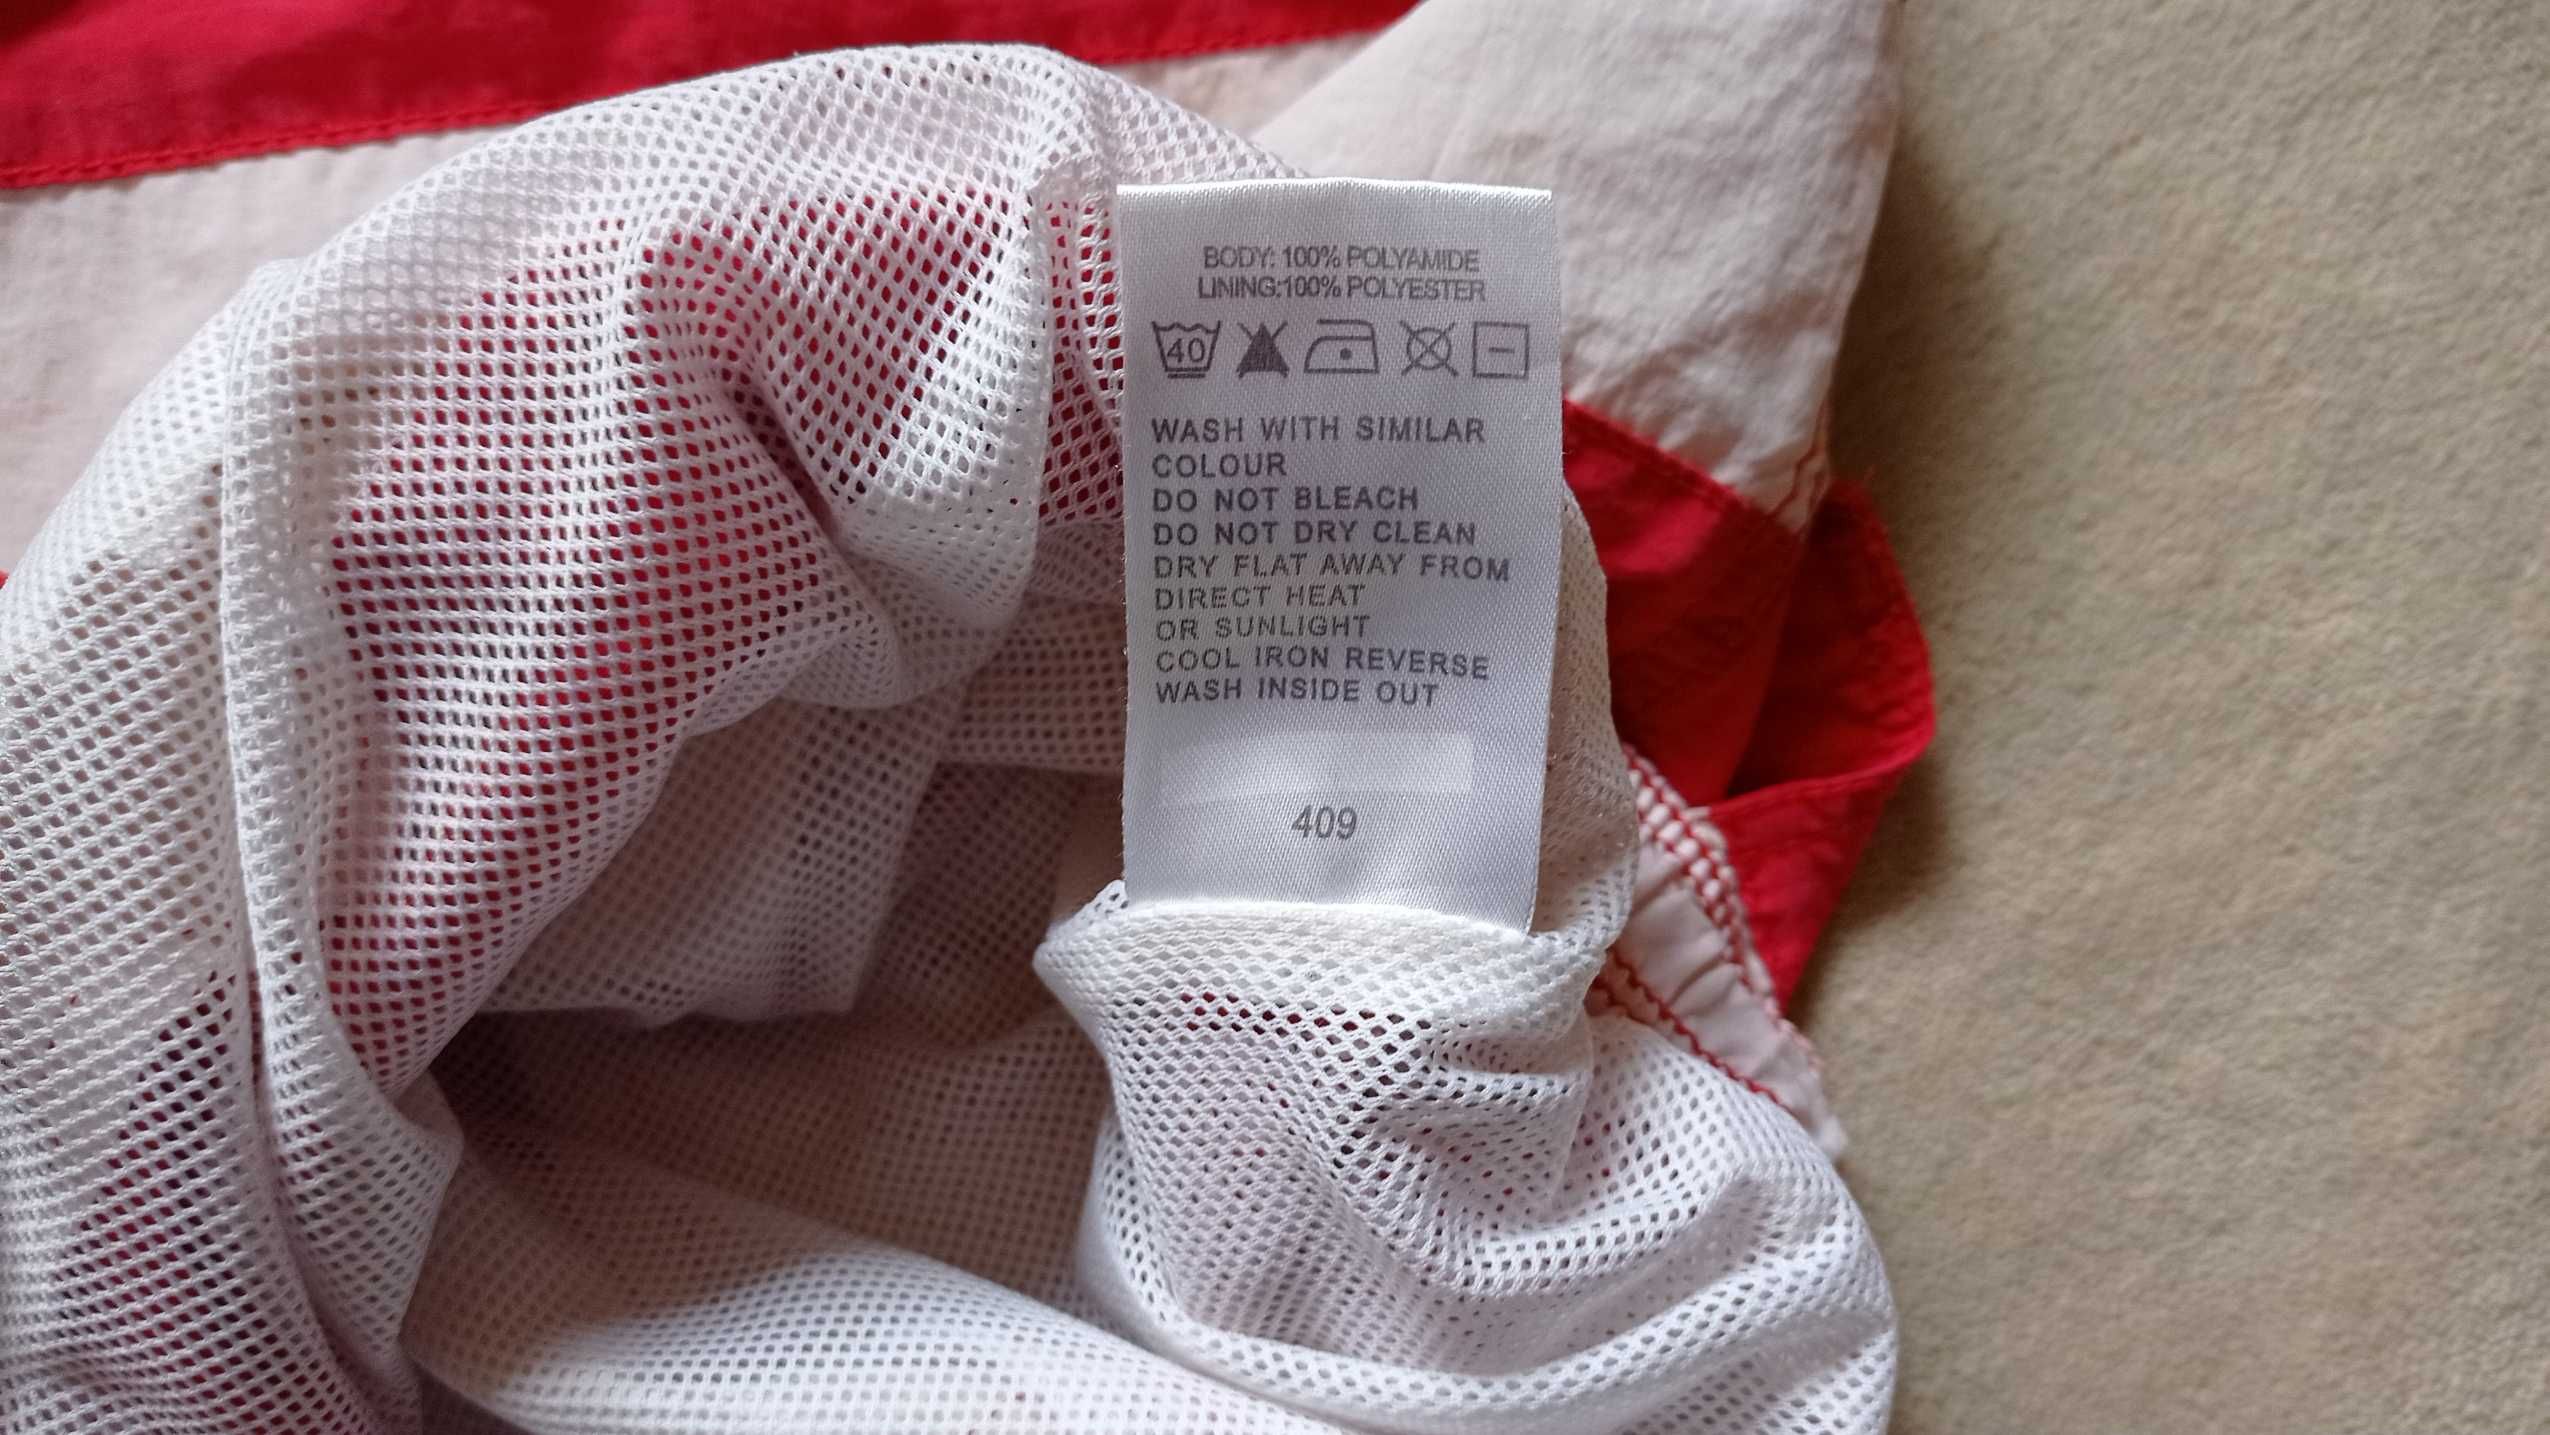 BODY: 100% POLYAMIDE
LINING:100% POLYESTER
40
WASH WITH SIMILAR
COLOUR
DO NOT BLEACH
DO NOT DRY CLEAN
DRY FLAT AWAY FROM
DIRECT HEAT
OR SUNLIGHT
COOL IRON REVERSE
WASH INSIDE OUT
409